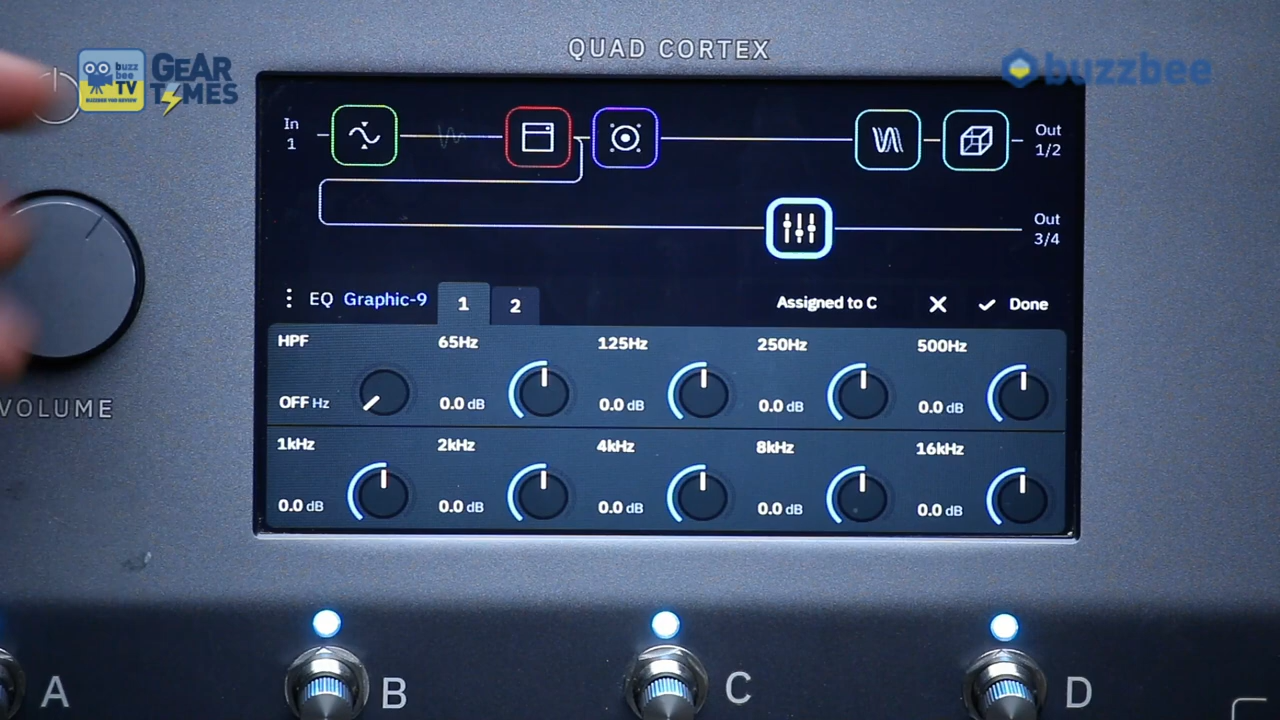 QUAD CORTEX
buzz
bee
TV
BUZZBEE VDO REVIEW
GEAR
TIMES
buzzbee
In
1
Out
1/2
Out
3/4
EQ Graphic-9 1 2 Assigned to C Done
HPF 65Hz 125Hz 250Hz 500Hz
OFF Hz 0.0 dB 0.0 dB 0.0 dB 0.0 dB
1kHz 2kHz 4kHz 8kHz 16kHz
0.0 dB 0.0 dB 0.0 dB 0.0 dB 0.0 dB
VOLUME
A B C D